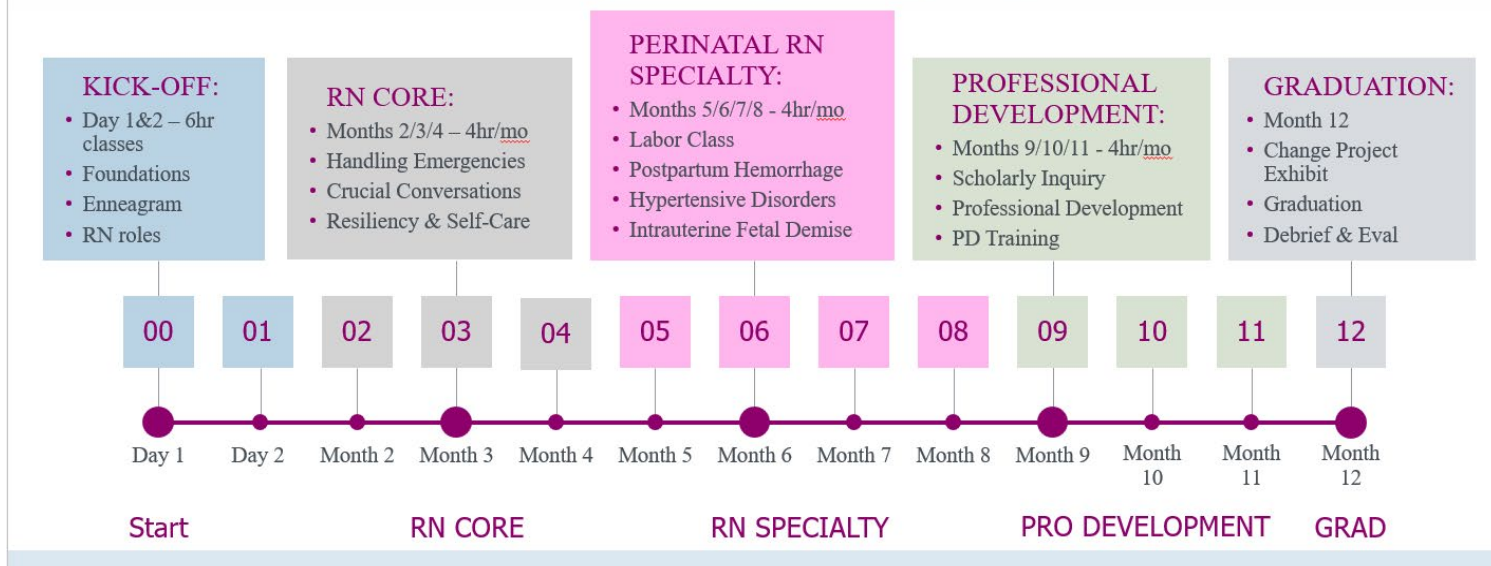 KICK-OFF:
• Day 1&2 – 6hr
classes
• Foundations
• Enneagram
• RN roles
RN CORE:
• Months 2/3/4 – 4hr/mo
• Handling Emergencies
• Crucial Conversations
• Resiliency & Self-Care
PERINATAL RN
SPECIALTY:
• Months 5/6/7/8 - 4hr/mo
• Labor Class
• Postpartum Hemorrhage
• Hypertensive Disorders
• Intrauterine Fetal Demise
PROFESSIONAL
DEVELOPMENT:
• Months 9/10/11 - 4hr/mo
• Scholarly Inquiry
• Professional Development
• PD Training
GRADUATION:
• Month 12
• Change Project
Exhibit
• Graduation
• Debrief & Eval
00 01 02 03 04 05 06 07 08 09 10 11 12
Day 1 Day 2 Month 2 Month 3 Month 4 Month 5 Month 6 Month 7 Month 8 Month 9 Month Month Month
10 11 12
Start RN CORE RN SPECIALTY PRO DEVELOPMENT GRAD